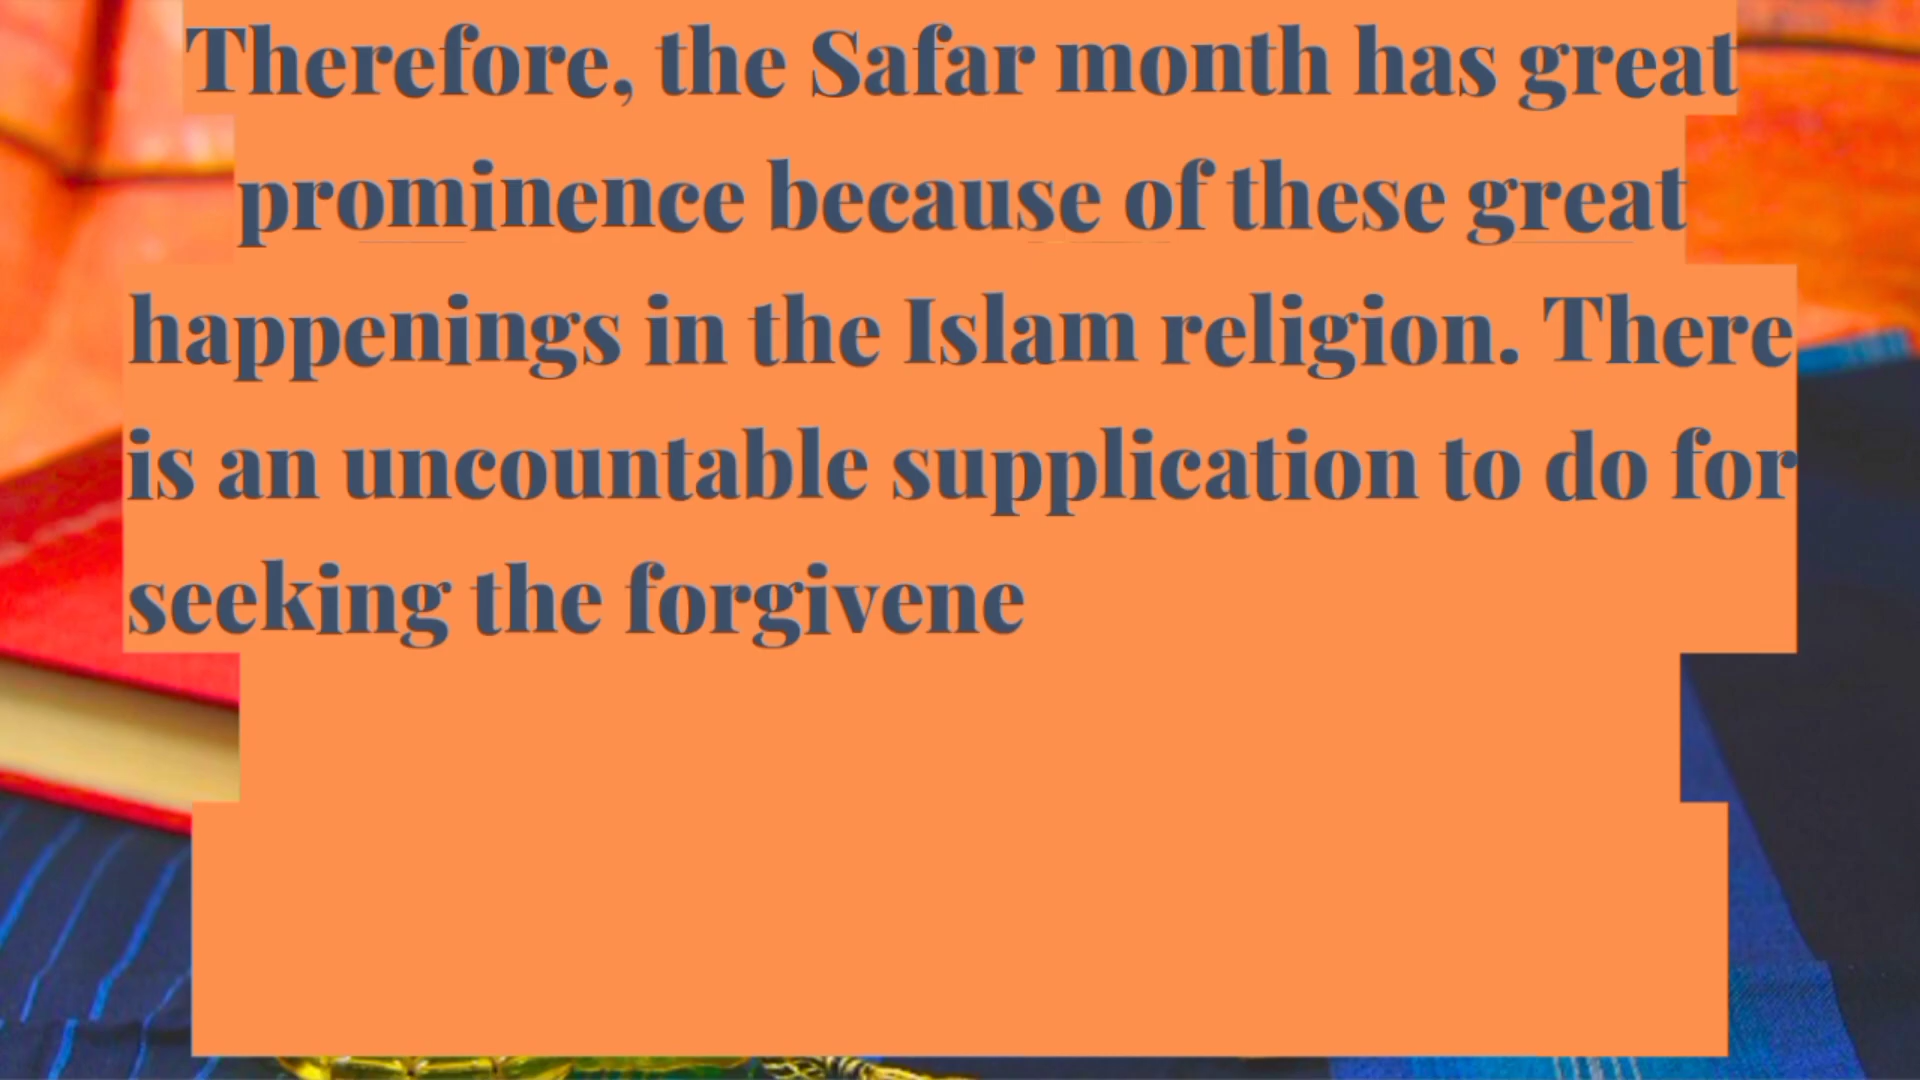 Therefore, the Safar month has great
prominence because of these great
happenings in the Islam religion. There
is an uncountable supplication to do for
seeking the forgivene